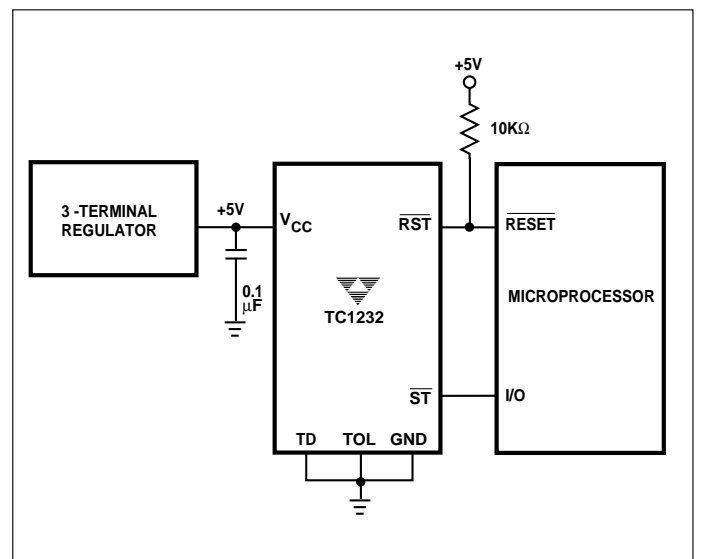 +5V
10KΩ
3 -TERMINAL
REGULATOR
+5V
0.1
μF
VCC
RST
TC1232
ST
TD TOL GND
RESET
MICROPROCESSOR
I/O